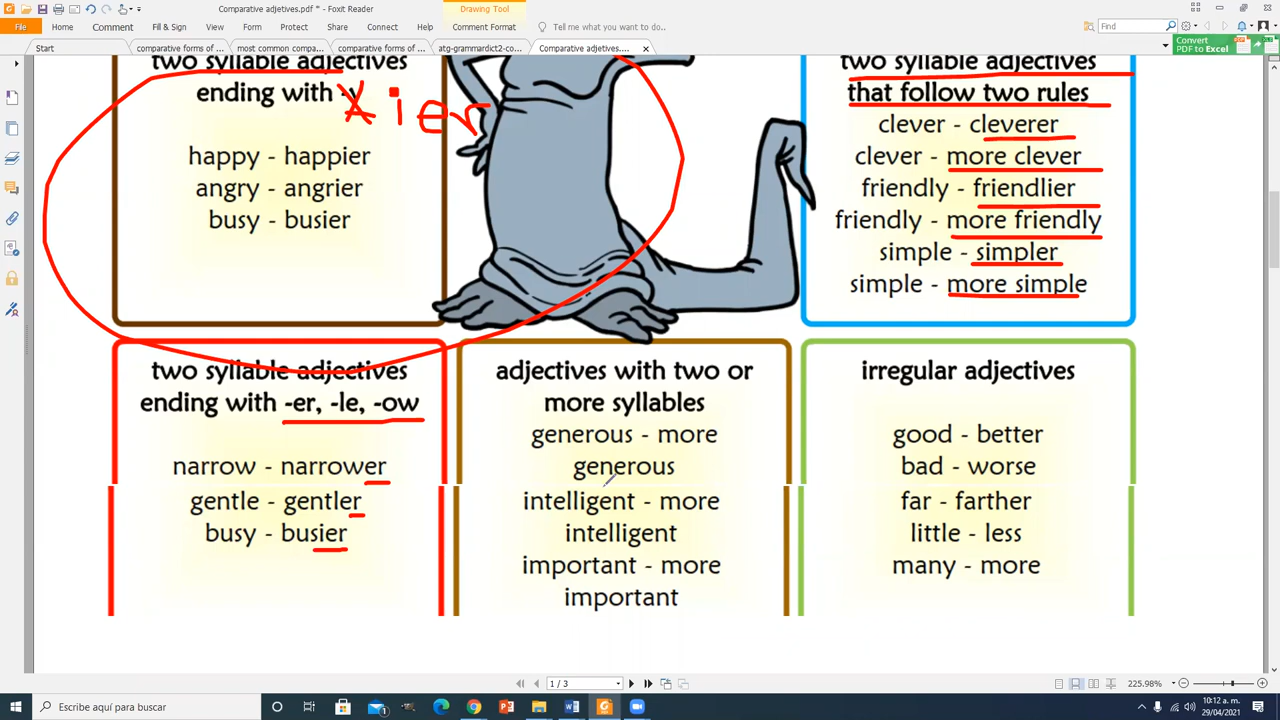 Comparative adjetives.pdf * - Foxit Reader
Drawing Tool
File Home Comment View Form Protect Share Connect Help Extras Comment Format Tell me what you want to do... Find
Start comparative forms of ... most common compa... comparative forms of ... atg-grammardict2-co... Comparative adjetives.... 
Convert
PDF to Excel
two syllable adjectives
ending with -y
ier
happy - happier
angry - angrier
busy - busier
two syllable adjectives
that follow two rules
clever - cleverer
clever - more clever
friendly - friendlier
friendly - more friendly
simple - simpler
simple - more simple
two syllable adjectives
ending with -er, -le, -ow
narrow - narrower
gentle - gentler
busy - busier
adjectives with two or
more syllables
generous - more
generous
intelligent - more
intelligent
important - more
important
irregular adjectives
good - better
bad - worse
far - farther
little - less
many - more
1 / 3
225.98%
Escribe aquí para buscar
10:12 a. m.
29/04/2021